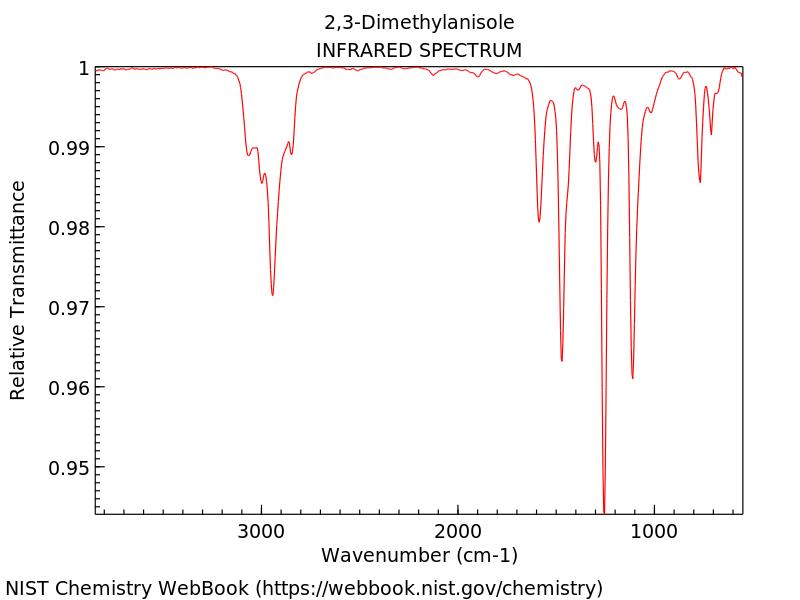 2,3-Dimethylanisole
INFRARED SPECTRUM
1
0.99
0.98
0.97
0.96
0.95
Relative Transmittance
3000 2000 1000
Wavenumber (cm-1)
NIST Chemistry WebBook (https://webbook.nist.gov/chemistry)